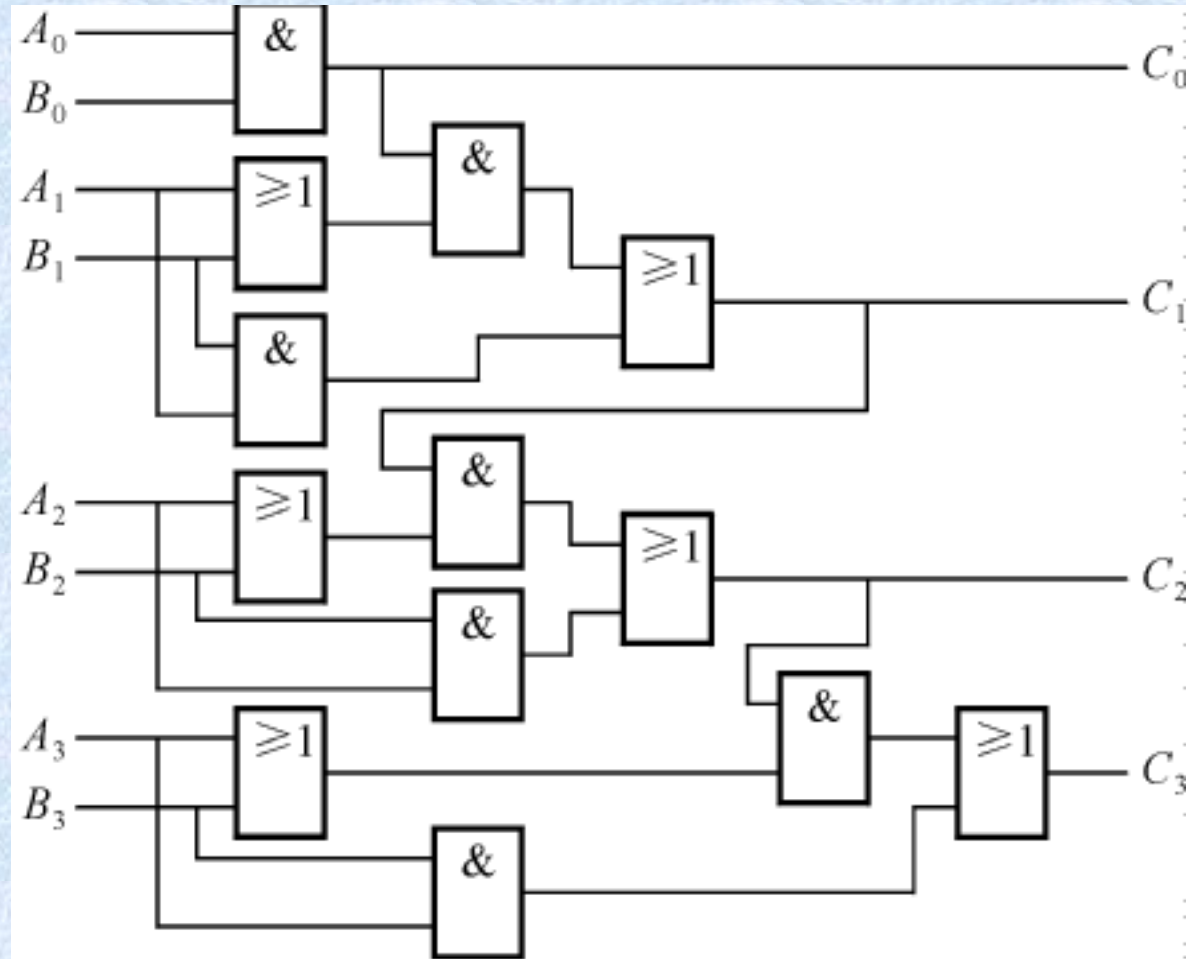 A₀ & C₀
B₀
&
A₁ ≥1
B₁ ≥1 C₁
&
&
A₂ ≥1
≥1
B₂ C₂
&
&
A₃ ≥1 ≥1
C₃
B₃
&